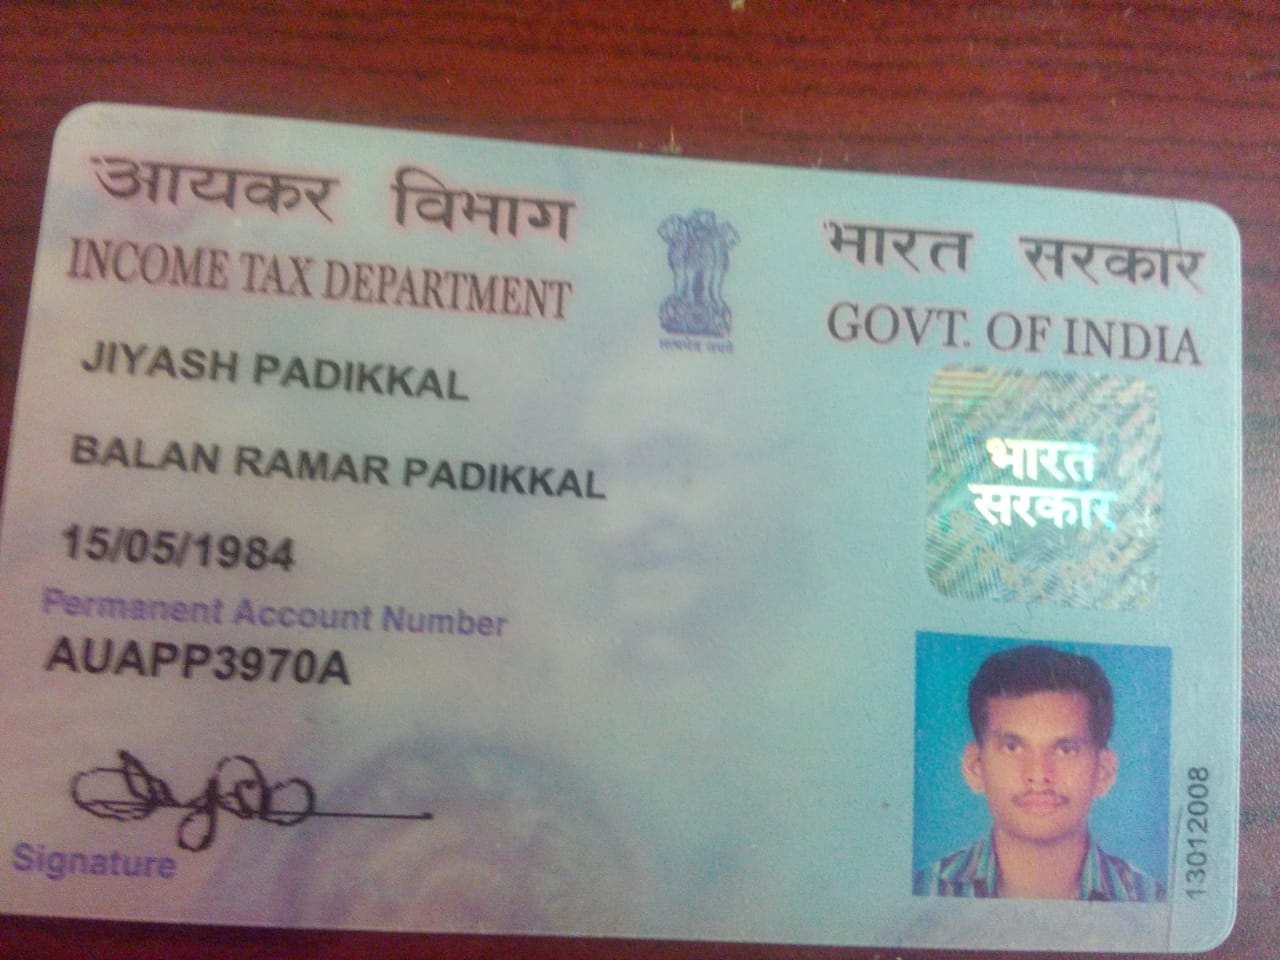 आयकर विभाग
INCOME TAX DEPARTMENT
भारत सरकार
GOVT. OF INDIA
सत्यमेव जयते
JIYASH PADIKKAL
BALAN RAMAR PADIKKAL
15/05/1984
Permanent Account Number
AUAPP3970A
Signature
भारत
सरकार
13012008